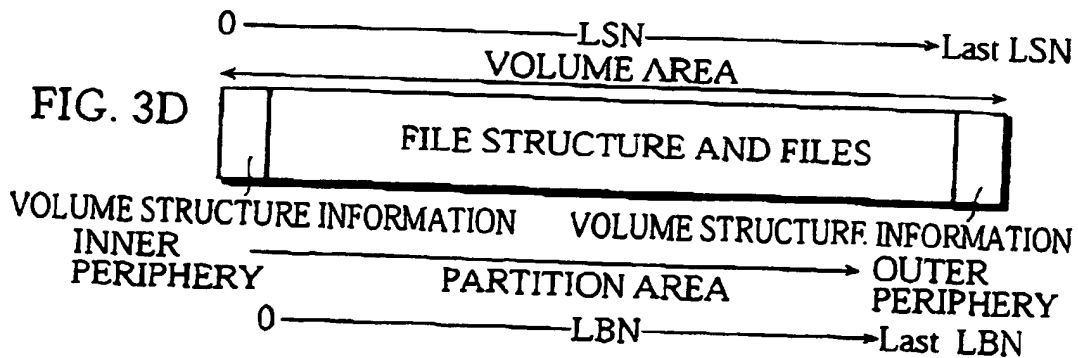 0 LSN Last LSN
VOLUME AREA
FIG. 3D
FILE STRUCTURE AND FILES
VOLUME STRUCTURE INFORMATION VOLUME STRUCTURE INFORMATION
INNER PERIPHERY
PARTITION AREA
OUTER PERIPHERY
0 LBN Last LBN